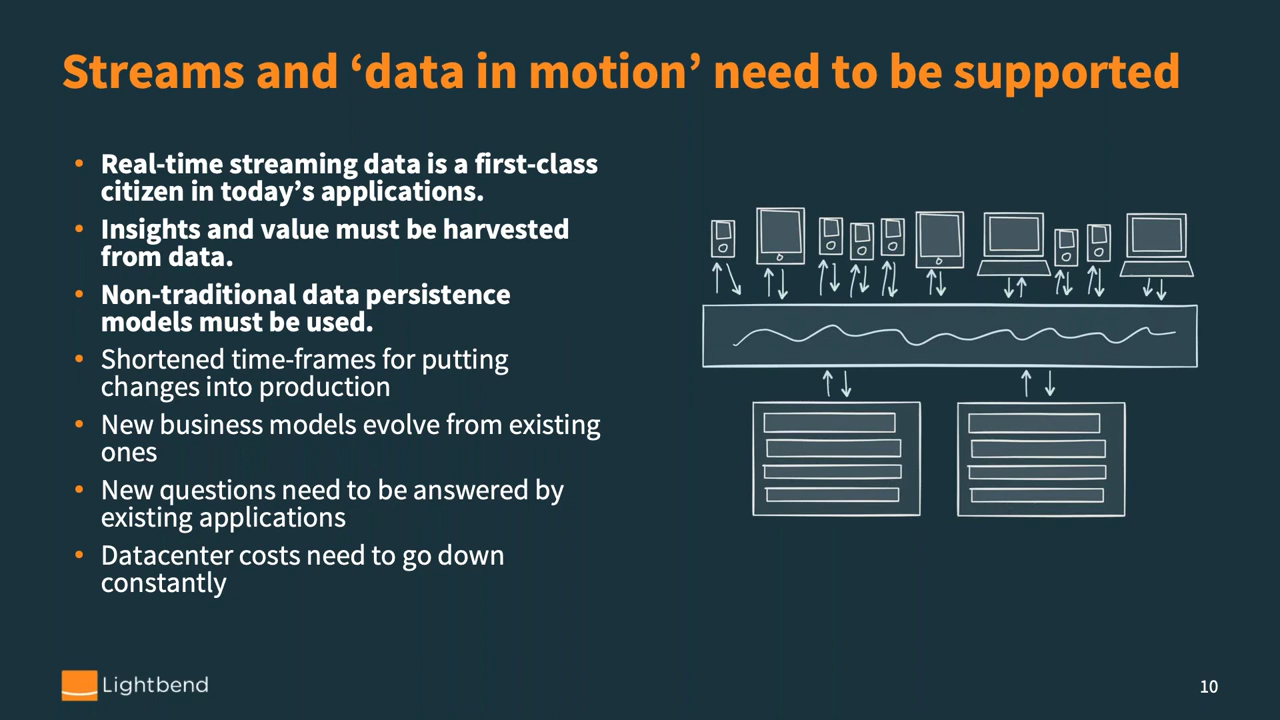 Streams and ‘data in motion’ need to be supported
• Real-time streaming data is a first-class
citizen in today’s applications.
• Insights and value must be harvested
from data.
• Non-traditional data persistence
models must be used.
• Shortened time-frames for putting
changes into production
• New business models evolve from existing
ones
• New questions need to be answered by
existing applications
• Datacenter costs need to go down
constantly
Lightbend
10